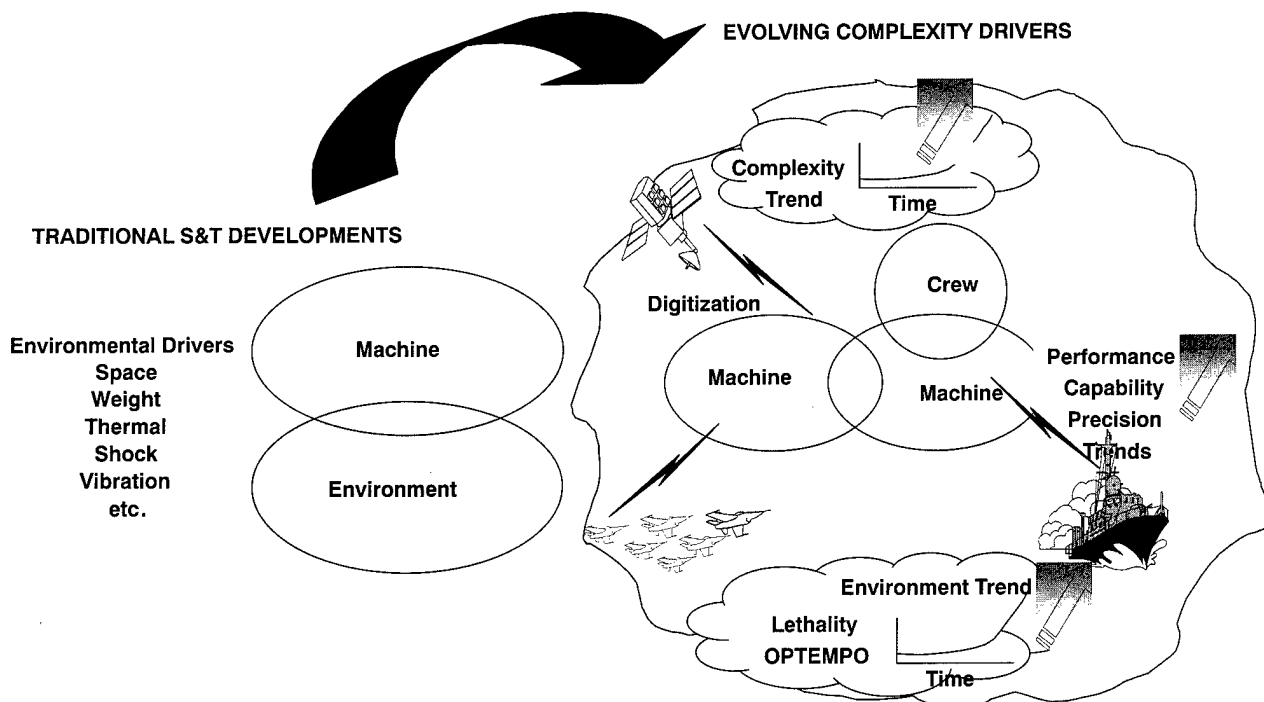 EVOLVING COMPLEXITY DRIVERS
Complexity
Trend
Time
TRADITIONAL S&T DEVELOPMENTS
Environmental Drivers
Space
Weight
Thermal
Shock
Vibration
etc.
Machine
Environment
Digitization
Crew
Machine
Machine
Performance
Capability
Precision
Trends
Environment Trend
Lethality
OPTEMPO
Time